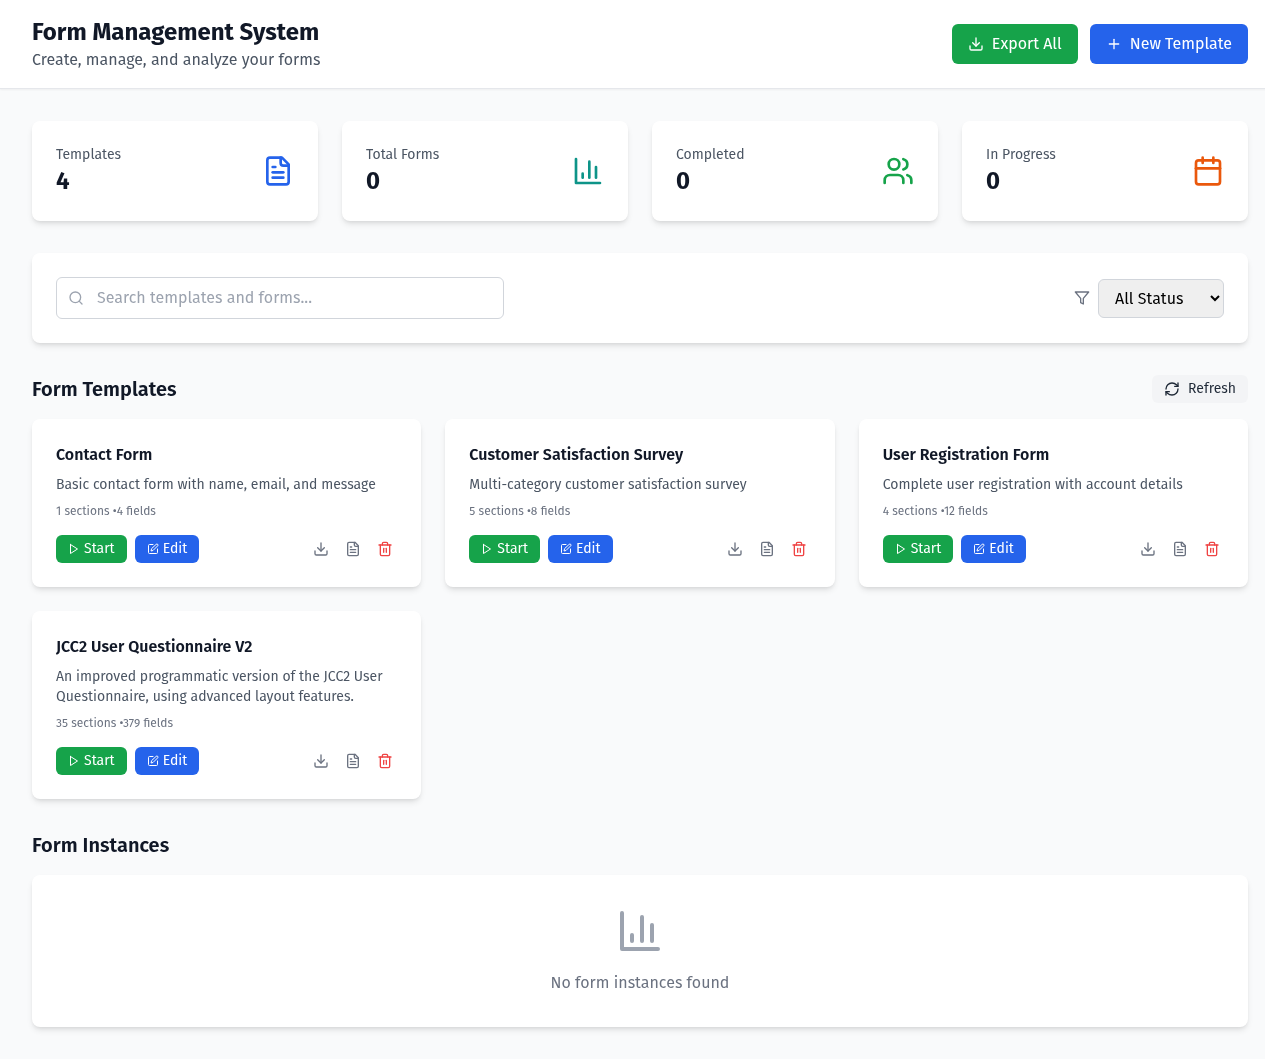 Form Management System
Create, manage, and analyze your forms
Export All
New Template
Templates
4
Total Forms
0
Completed
0
In Progress
0
Search templates and forms...
All Status
Form Templates
Refresh
Contact Form
Basic contact form with name, email, and message
1 sections •4 fields
Start
Edit
Customer Satisfaction Survey
Multi-category customer satisfaction survey
5 sections •8 fields
Start
Edit
User Registration Form
Complete user registration with account details
4 sections •12 fields
Start
Edit
JCC2 User Questionnaire V2
An improved programmatic version of the JCC2 User
Questionnaire, using advanced layout features.
35 sections •379 fields
Start
Edit
Form Instances
No form instances found